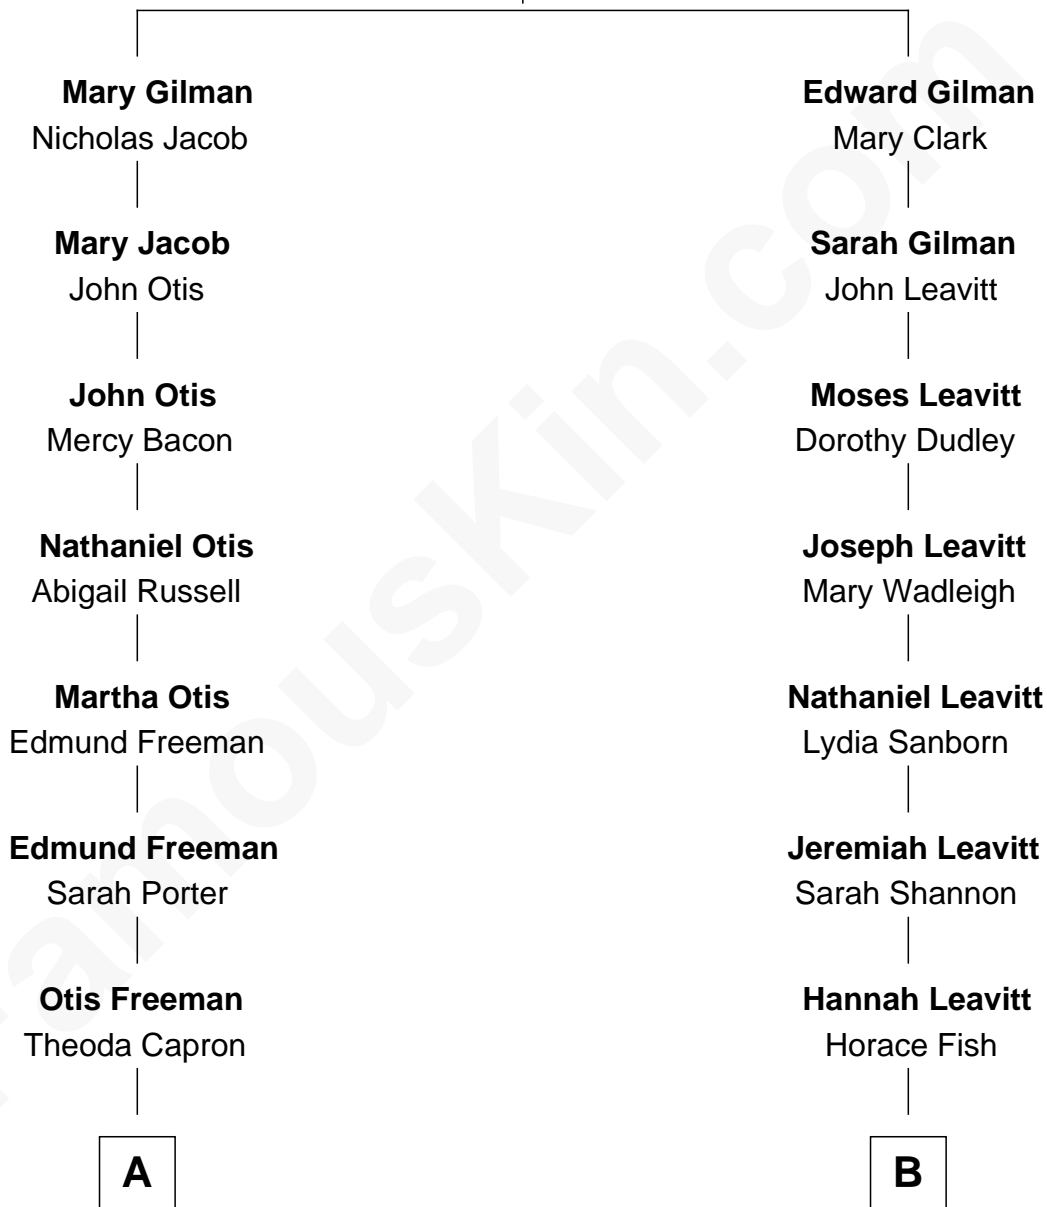 Mary Gilman
Nicholas Jacob
Mary Jacob
John Otis
John Otis
Mercy Bacon
Nathaniel Otis
Abigail Russell
Martha Otis
Edmund Freeman
Edmund Freeman
Sarah Porter
Otis Freeman
Theoda Capron
A
Edward Gilman
Mary Clark
Sarah Gilman
John Leavitt
Moses Leavitt
Dorothy Dudley
Joseph Leavitt
Mary Wadleigh
Nathaniel Leavitt
Lydia Sanborn
Jeremiah Leavitt
Sarah Shannon
Hannah Leavitt
Horace Fish
B
FamousKin.com